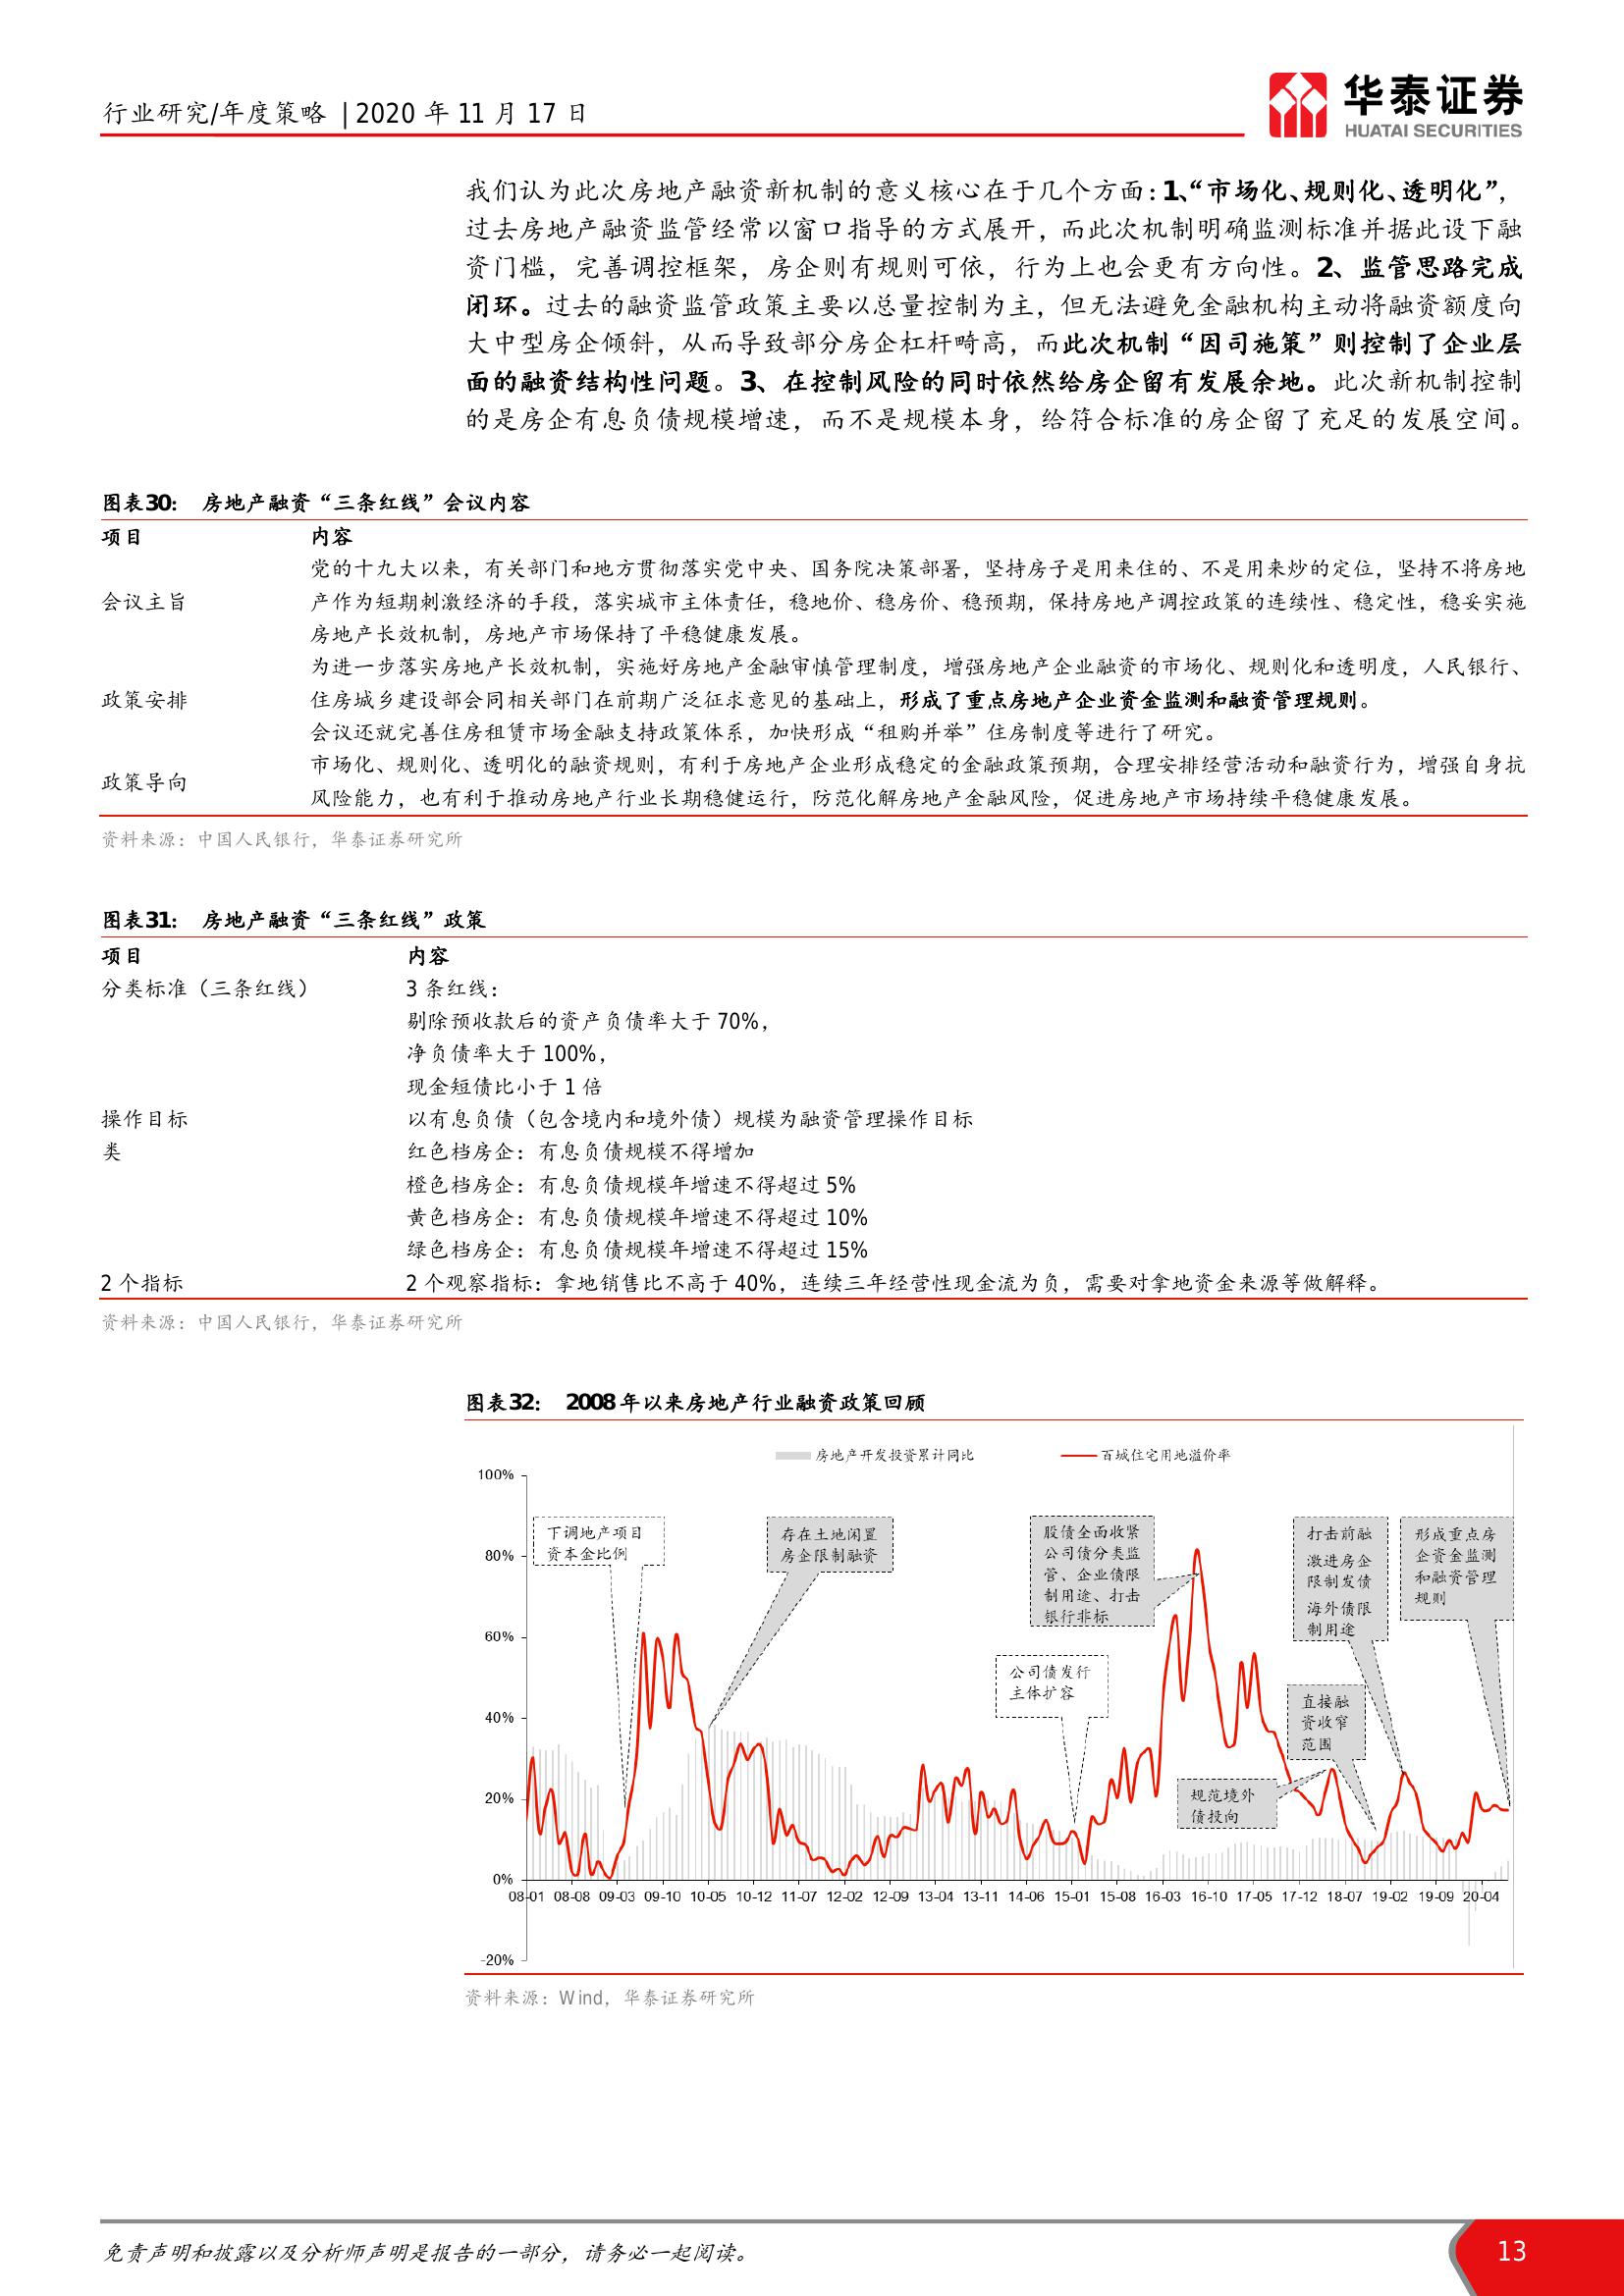 行业研究/年度策略 | 2020 年 11 月 17 日
华泰证券
HUATAI SECURITIES
我们认为此次房地产融资新机制的意义核心在于几个方面：1、“市场化、规则化、透明化”，
过去房地产融资监管经常以窗口指导的方式展开，而此次机制明确监测标准并据此设下融
资门槛，完善调控框架，房企则有规则可依，行为上也会更有方向性。2、监管思路完成
闭环。过去的融资监管政策主要以总量控制为主，但无法避免金融机构主动将融资额度向
大中型房企倾斜，从而导致部分房企杠杆畸高，而此次机制“因司施策”则控制了企业层
面的融资结构性问题。3、在控制风险的同时依然给房企留有发展余地。此次新机制控制
的是房企有息负债规模增速，而不是规模本身，给符合标准的房企留了充足的发展空间。
图表30： 房地产融资“三条红线”会议内容
项目 内容
党的十九大以来，有关部门和地方贯彻落实党中央、国务院决策部署，坚持房子是用来住的、不是用来炒的定位，坚持不将房地
会议主旨 产作为短期刺激经济的手段，落实城市主体责任，稳地价、稳房价、稳预期，保持房地产调控政策的连续性、稳定性，稳妥实施
房地产长效机制，房地产市场保持了平稳健康发展。
为进一步落实房地产长效机制，实施好房地产金融审慎管理制度，增强房地产企业融资的市场化、规则化和透明度，人民银行、
政策安排 住房城乡建设部会同相关部门在前期广泛征求意见的基础上，形成了重点房地产企业资金监测和融资管理规则。
会议还就完善住房租赁市场金融支持政策体系，加快形成“租购并举”住房制度等进行了研究。
政策导向 市场化、规则化、透明化的融资规则，有利于房地产企业形成稳定的金融政策预期，合理安排经营活动和融资行为，增强自身抗
风险能力，也有利于推动房地产行业长期稳健运行，防范化解房地产金融风险，促进房地产市场持续平稳健康发展。
资料来源：中国人民银行，华泰证券研究所
图表31： 房地产融资“三条红线”政策
项目 内容
分类标准（三条红线） 3 条红线：
剔除预收款后的资产负债率大于 70%，
净负债率大于 100%，
现金短债比小于 1 倍
操作目标 以有息负债（包含境内和境外债）规模为融资管理操作目标
类 红色档房企：有息负债规模不得增加
橙色档房企：有息负债规模年增速不得超过 5%
黄色档房企：有息负债规模年增速不得超过 10%
绿色档房企：有息负债规模年增速不得超过 15%
2 个指标 2 个观察指标：拿地销售比不高于 40%，连续三年经营性现金流为负，需要对拿地资金来源等做解释。
资料来源：中国人民银行，华泰证券研究所
图表32： 2008 年以来房地产行业融资政策回顾
房地产开发投资累计同比 百城住宅用地溢价率
100%
80%
60%
40%
20%
0%
-20%
下调地产项目
资本金比例
存在土地闲置
房企限制融资
股债全面收紧
公司债分类监
管、企业债限
制用途、打击
银行非标
公司债发行
主体扩容
打击前融
激进房企
限制发债
海外债限
制用途
形成重点房
企资金监测
和融资管理
规则
直接融
资收窄
范围
规范境外
债投向
08-01 08-08 09-03 09-10 10-05 10-12 11-07 12-02 12-09 13-04 13-11 14-06 15-01 15-08 16-03 16-10 17-05 17-12 18-07 19-02 19-09 20-04
资料来源：Wind，华泰证券研究所
免责声明和披露以及分析师声明是报告的一部分，请务必一起阅读。
13